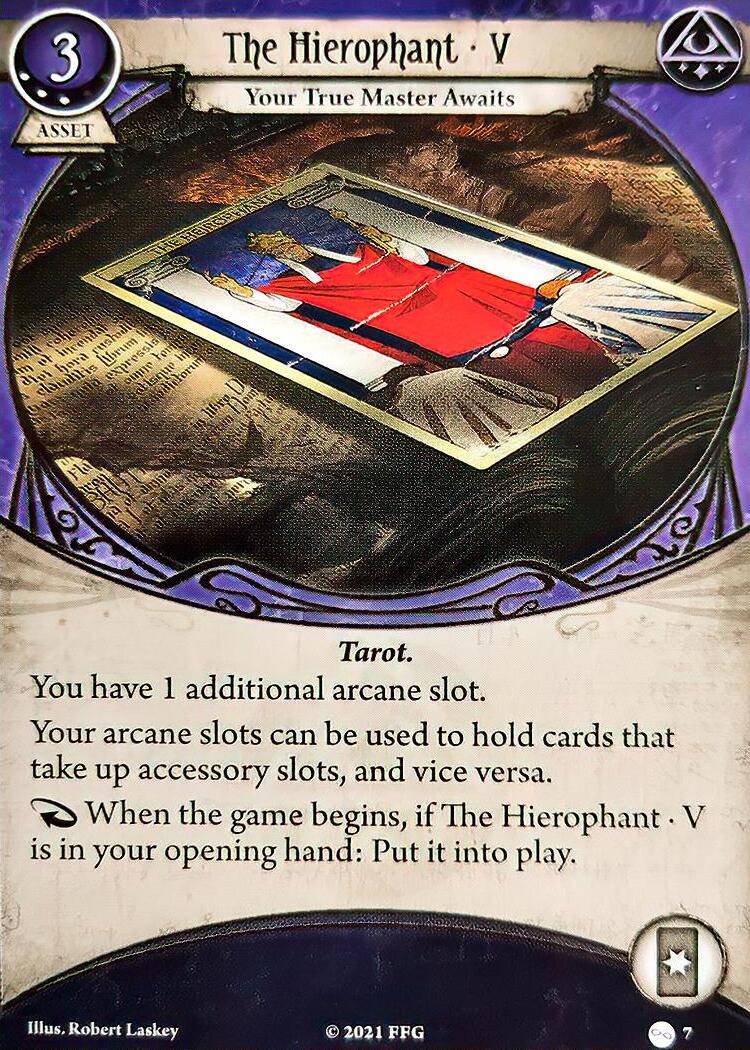 3
The Hierophant · V
Your True Master Awaits
ASSET
Tarot.
You have 1 additional arcane slot.
Your arcane slots can be used to hold cards that
take up accessory slots, and vice versa.
When the game begins, if The Hierophant · V
is in your opening hand: Put it into play.
Illus. Robert Laskey
© 2021 FFG
7